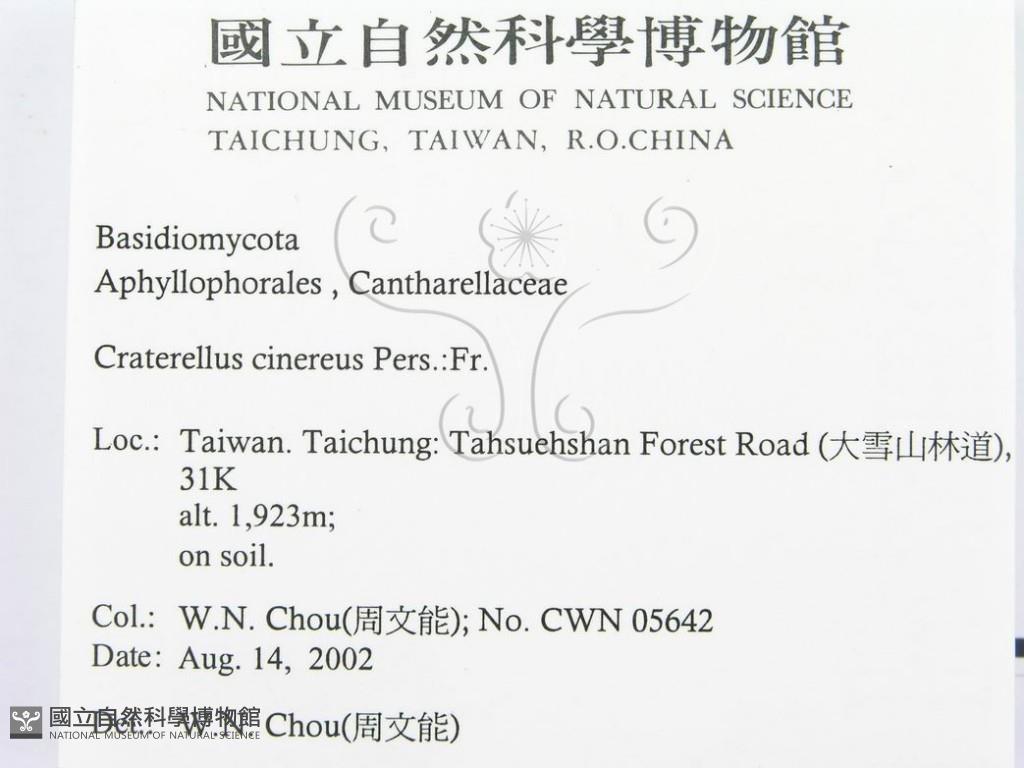 國立自然科學博物館
NATIONAL MUSEUM OF NATURAL SCIENCE
TAICHUNG, TAIWAN, R.O.CHINA
Basidiomycota
Aphyllophorales , Cantharellaceae
Craterellus cinereus Pers.:Fr.
Loc.: Taiwan. Taichung: Tahsuehshan Forest Road (大雪山林道),
31K
alt. 1,923m;
on soil.
Col.: W.N. Chou(周文能); No. CWN 05642
Date: Aug. 14, 2002
Det.: W.N. Chou(周文能)
國立自然科學博物館
NATIONAL MUSEUM OF NATURAL SCIENCE